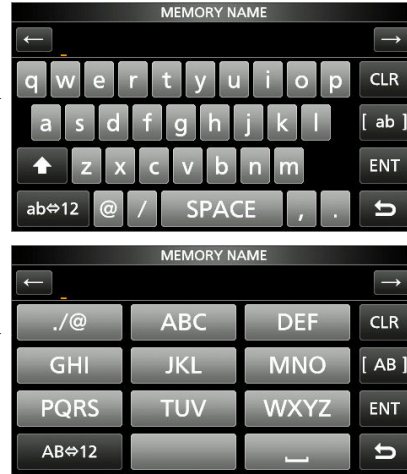 MEMORY NAME
← →
q w e r t y u i o p CLR
a s d f g h j k l [ ab ]
z x c v b n m ENT
ab⇔12 @ / SPACE , .
MEMORY NAME
← →
./@ ABC DEF CLR
GHI JKL MNO [ AB ]
PQRS TUV WXYZ ENT
AB⇔12